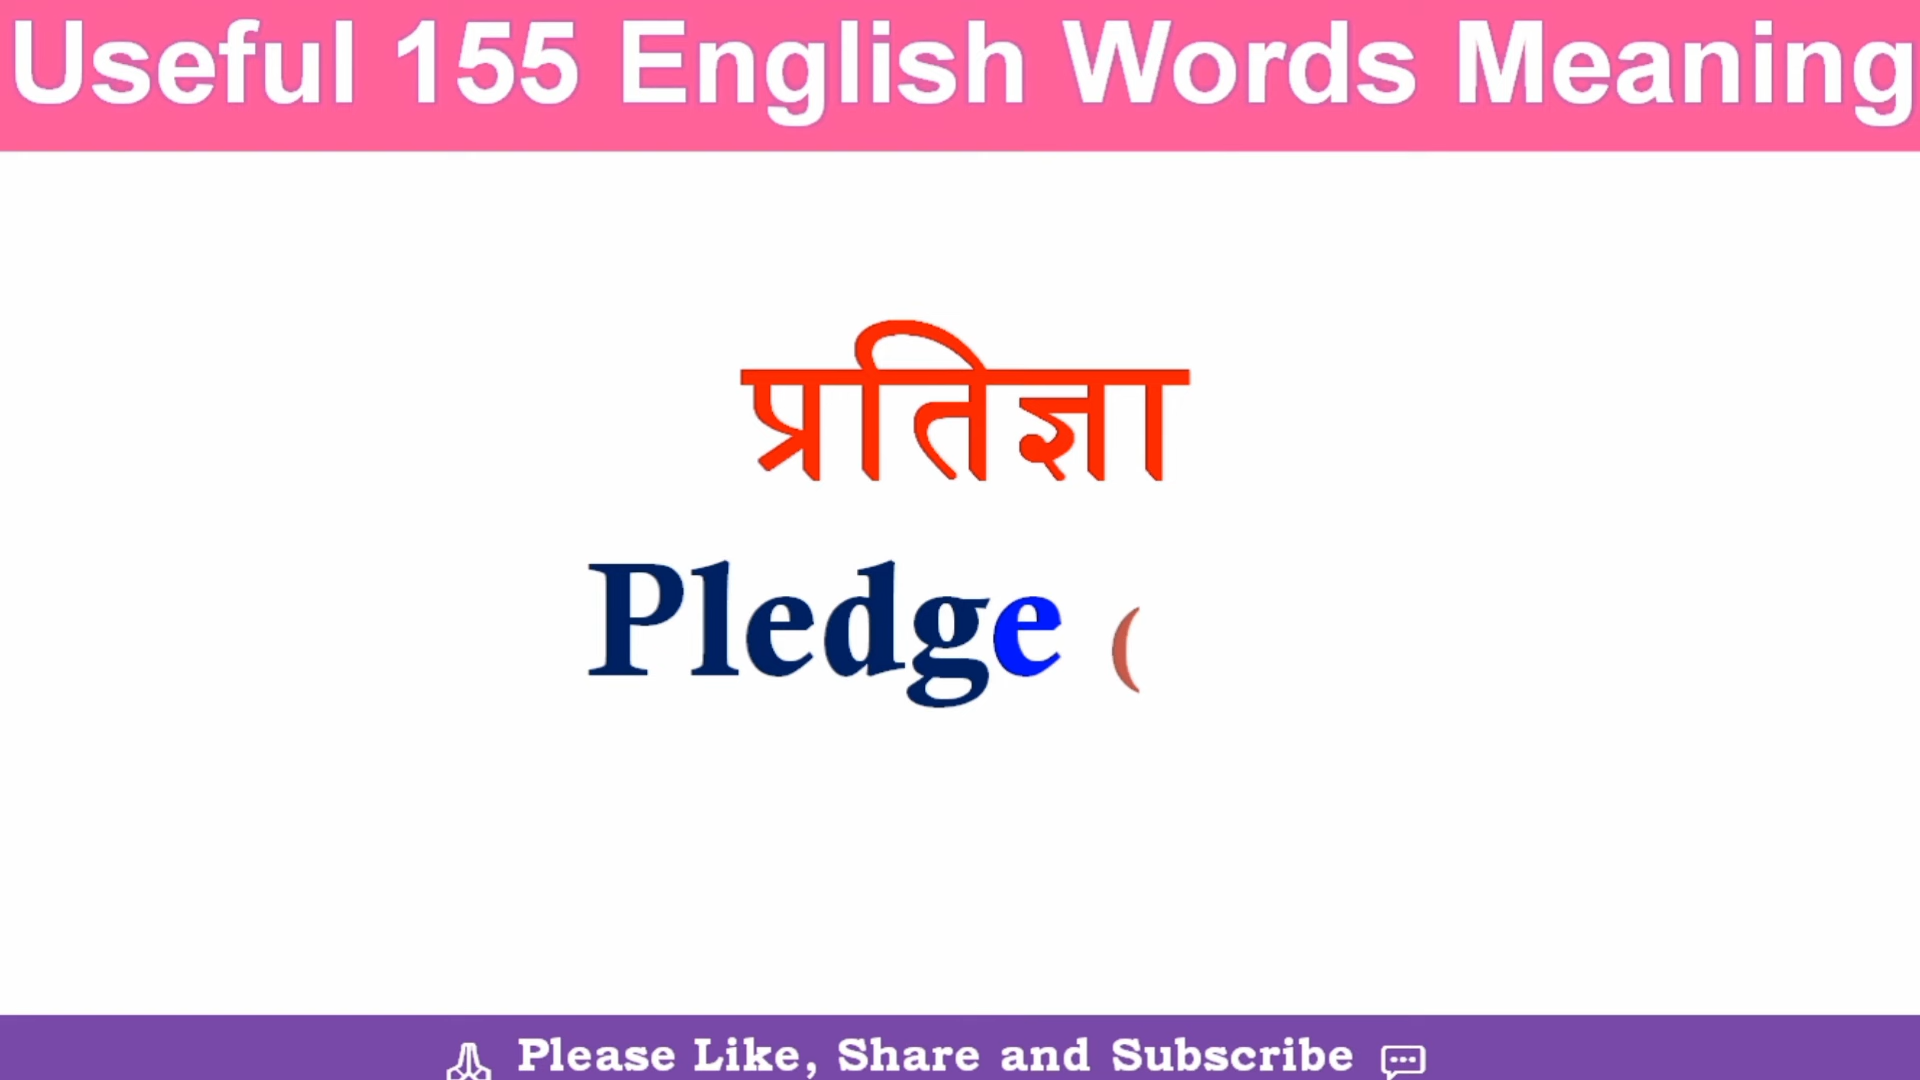 Useful 155 English Words Meaning
प्रतिज्ञा
Pledge (
Please Like, Share and Subscribe